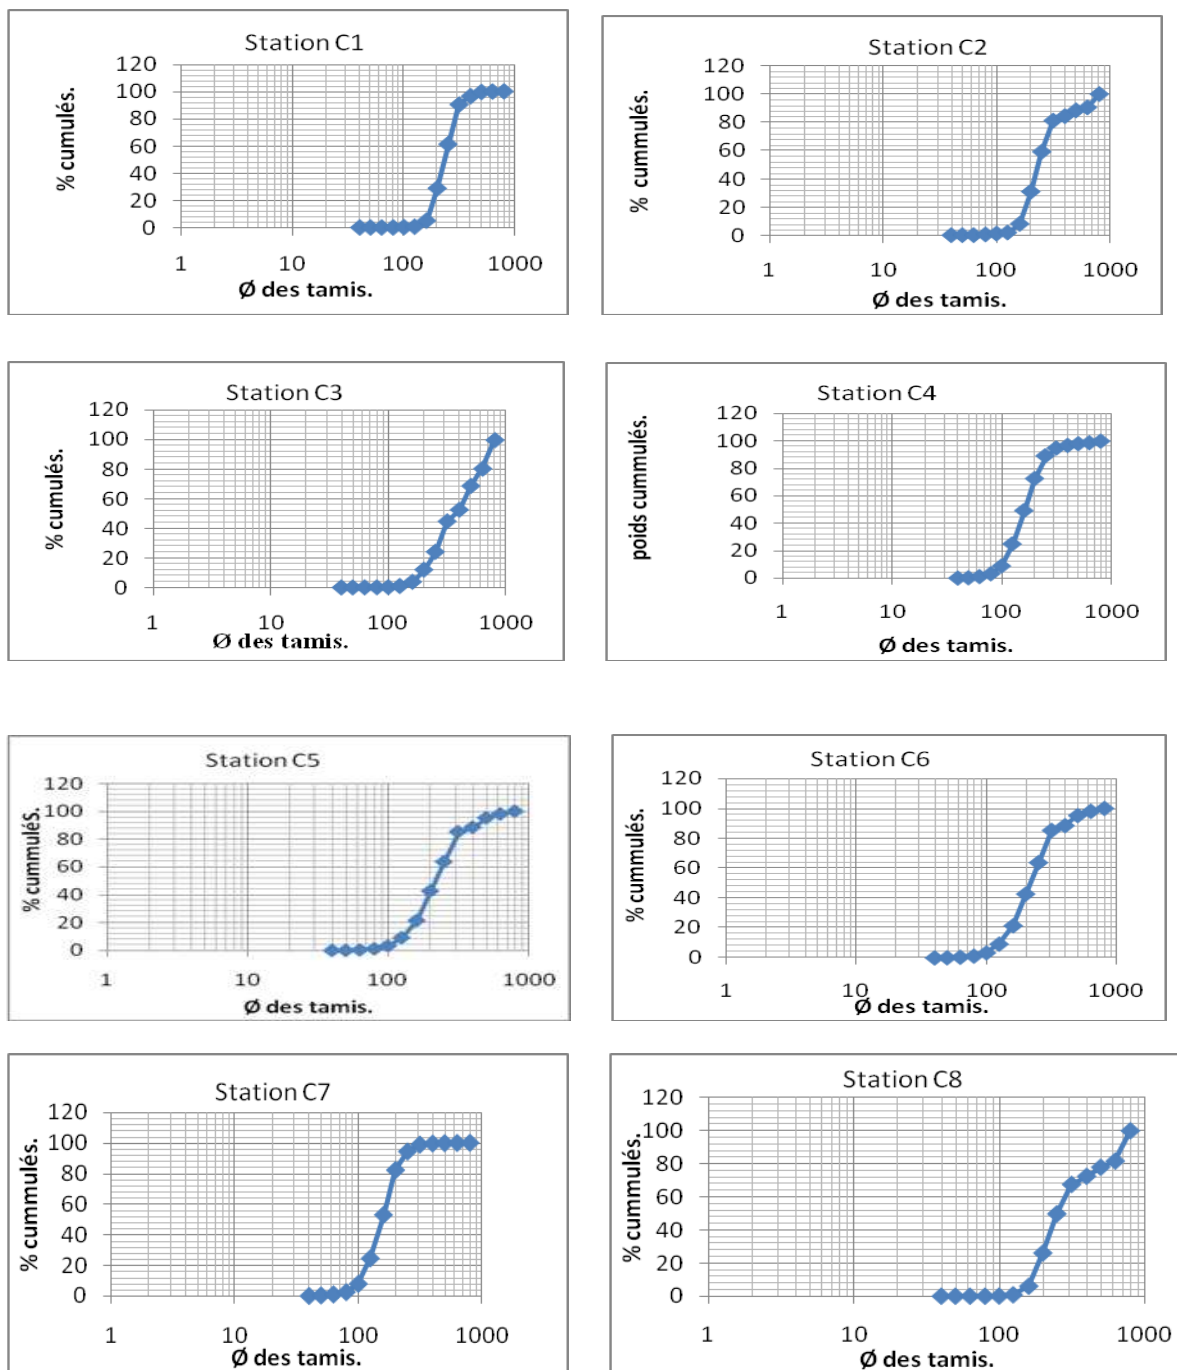 Station C1
% cumulés.
120
100
80
60
40
20
0
1 10 100 1000
Ø des tamis.
Station C2
% cummulés.
120
100
80
60
40
20
0
1 10 100 1000
Ø des tamis.
Station C3
% cumulés.
120
100
80
60
40
20
0
1 10 100 1000
Ø des tamis.
Station C4
poids cummulés.
120
100
80
60
40
20
0
1 10 100 1000
Ø des tamis.
Station C5
% cummulés.
120
100
80
60
40
20
0
1 10 100 1000
Ø des tamis.
Station C6
% cummulés.
120
100
80
60
40
20
0
1 10 100 1000
Ø des tamis.
Station C7
% cummulés.
120
100
80
60
40
20
0
1 10 100 1000
Ø des tamis.
Station C8
% cummulés.
120
100
80
60
40
20
0
1 10 100 1000
Ø des tamis.